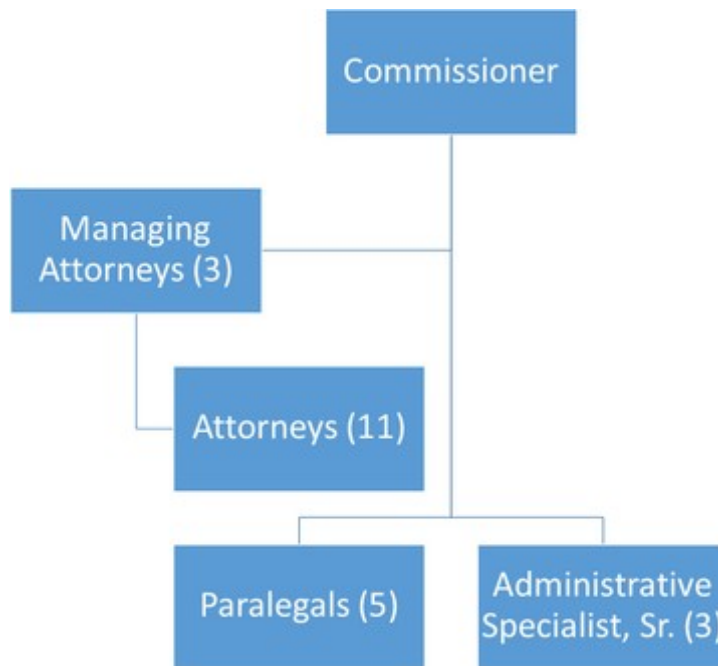 Commissioner
Managing
Attorneys (3)
Attorneys (11)
Paralegals (5)
Administrative
Specialist, Sr. (3)